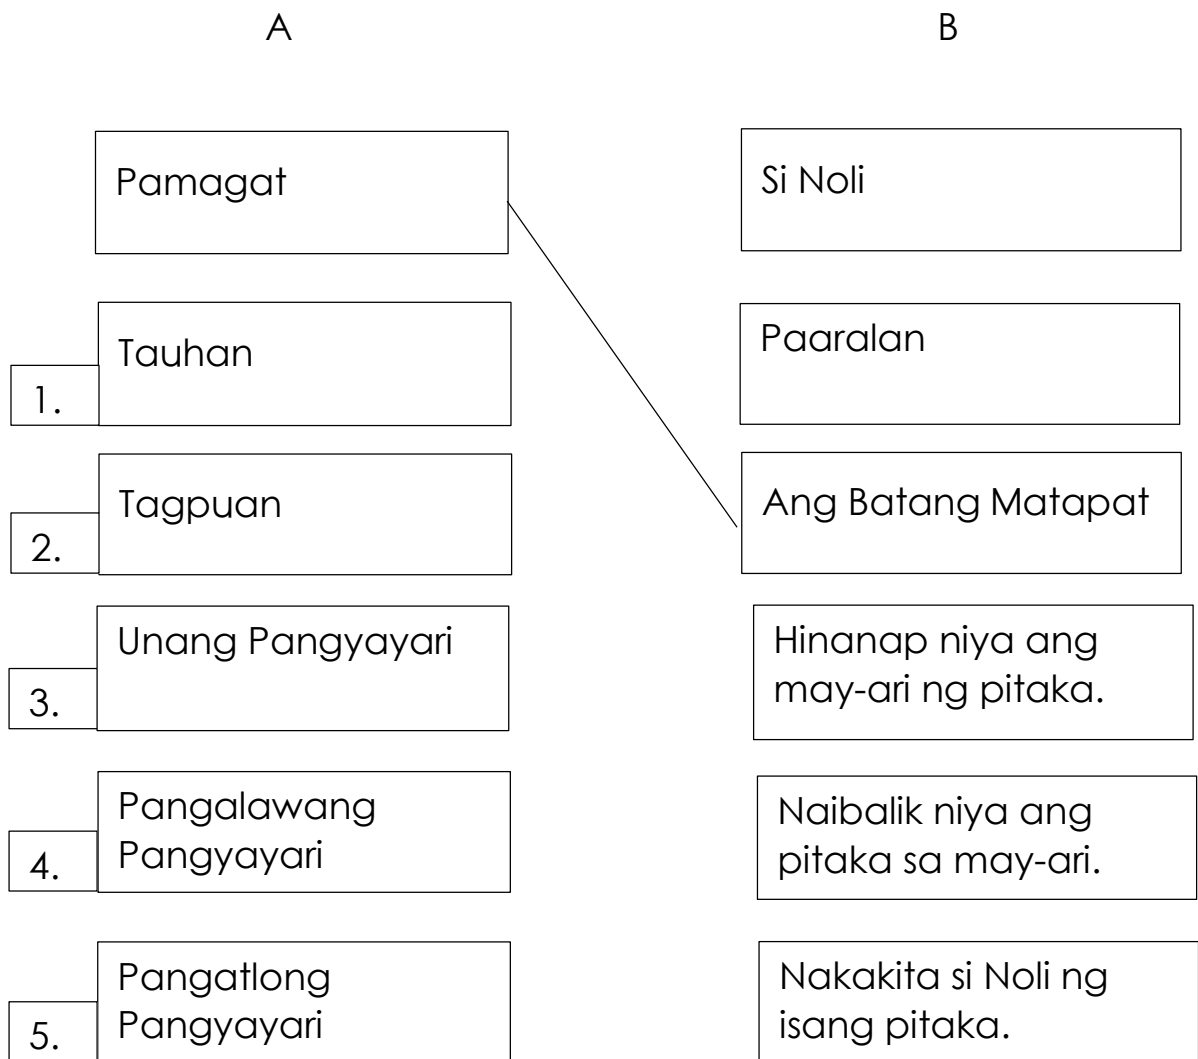 A
B
Pamagat
Si Noli
1.
Tauhan
Paaralan
2.
Tagpuan
Ang Batang Matapat
3.
Unang Pangyayari
Hinanap niya ang
may-ari ng pitaka.
4.
Pangalawang
Pangyayari
Naibalik niya ang
pitaka sa may-ari.
5.
Pangatlong
Pangyayari
Nakakita si Noli ng
isang pitaka.